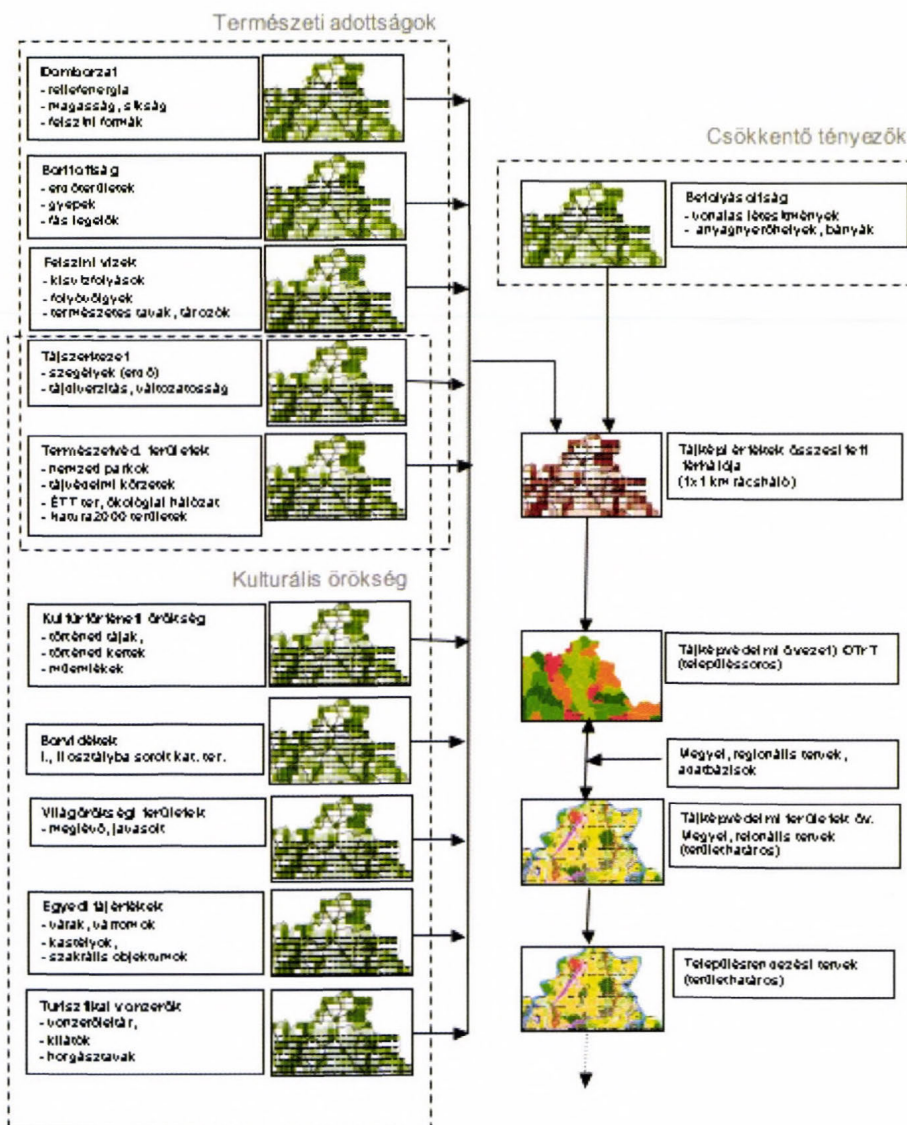 Természeti adottságok
Domborzat
- reliefenergia
- magasság, síkság
- felszíni formák
Borítottság
- erdőterületek
- gyepek
- fás legelők
Felszíni vizek
- kisvízfolyások
- folyóvölgyek
- természetes tavak, tározók
Tájszerkezet
- szegélyek (erdő)
- tájdiverzitás, változatosság
Természetvéd. területek
- nemzeti parkok
- tájvédelmi körzetek
- ÉTT ter, ökológiai hálózat
- Natura2000 területek
Kulturális örökség
Kultúrtörténeti örökség
- történeti tájak,
- történeti kertek
- műemlékek
Borvidékek
I., II osztályba sorolt kat. ter.
Világörökségi területek
- meglévő, javasolt
Egyedi tájértékek
- várak, várromok
- kastélyok,
- szakrális objektumok
Turisztikai vonzerők
- vonzerőleltár,
- kilátók
- horgásztavak
Csökkentő tényezők
Befolyásoltság
- vonalas létesítmények
- anyagnyerőhelyek, bányák
Tájképi értékek összesített
térhálója
(1x1 km rácsháló)
Tájképvédelmi övezet) OTrT
(településsoros)
Megyei, regionális tervek,
adatbázisok
Tájképvédelmi területek öv.
Megyei, reionális tervek
(területhatáros)
Településrendezési tervek
(területhatáros)